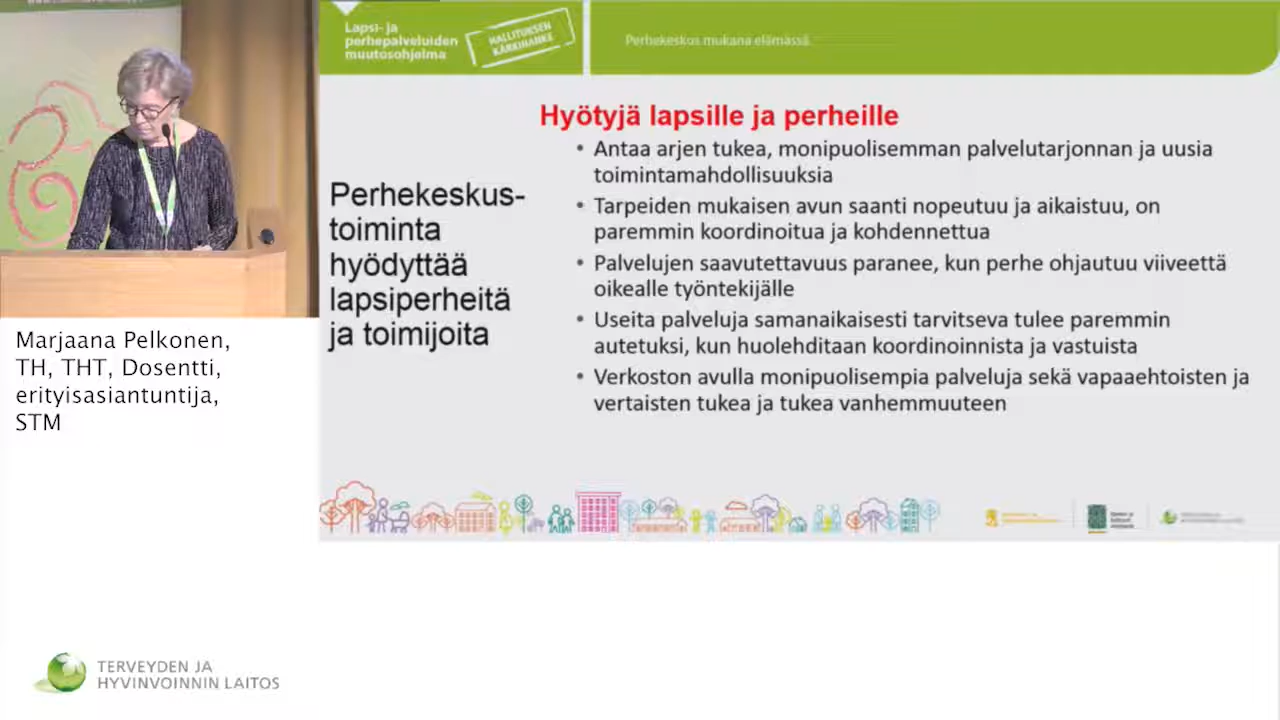 Lapsi- ja
perhepalveluiden
muutosohjelma
HALLITUKSEN
KÄRKIHANKE
Perhekeskus mukana elämässä
Hyötyjä lapsille ja perheille
Perhekeskus-
toiminta
hyödyttää
lapsiperheitä
ja toimijoita
• Antaa arjen tukea, monipuolisemman palvelutarjonnan ja uusia
toimintamahdollisuuksia
• Tarpeiden mukaisen avun saanti nopeutuu ja aikaistuu, on
paremmin koordinoitua ja kohdennettua
• Palvelujen saavutettavuus paranee, kun perhe ohjautuu viiveettä
oikealle työntekijälle
• Useita palveluja samanaikaisesti tarvitseva tulee paremmin
autetuksi, kun huolehditaan koordinoinnista ja vastuista
• Verkoston avulla monipuolisempia palveluja sekä vapaaehtoisten ja
vertaisten tukea ja tukea vanhemmuuteen
Marjaana Pelkonen,
TH, THT, Dosentti,
erityisasiantuntija,
STM
TERVEYDEN JA
HYVINVOINNIN LAITOS